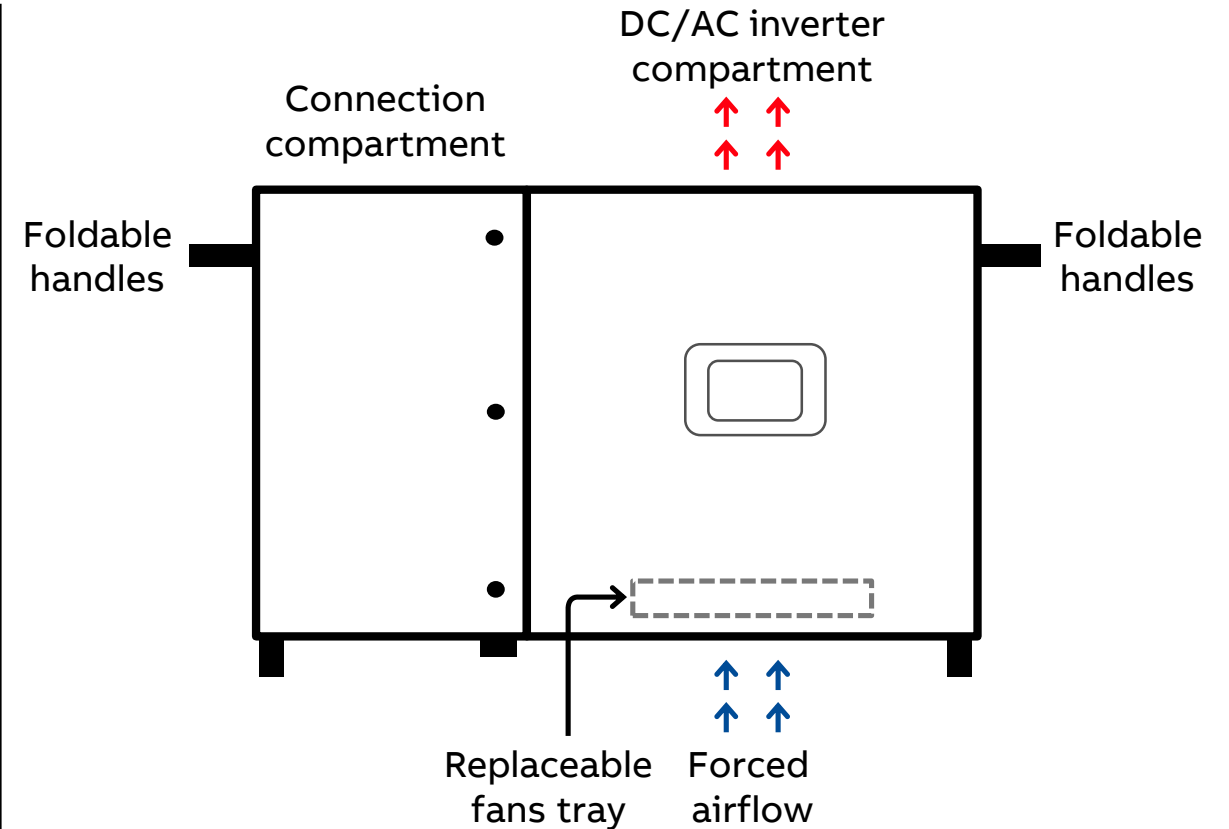 DC/AC inverter
compartment
Connection
compartment
Foldable
handles
Foldable
handles
Replaceable
fans tray
Forced
airflow